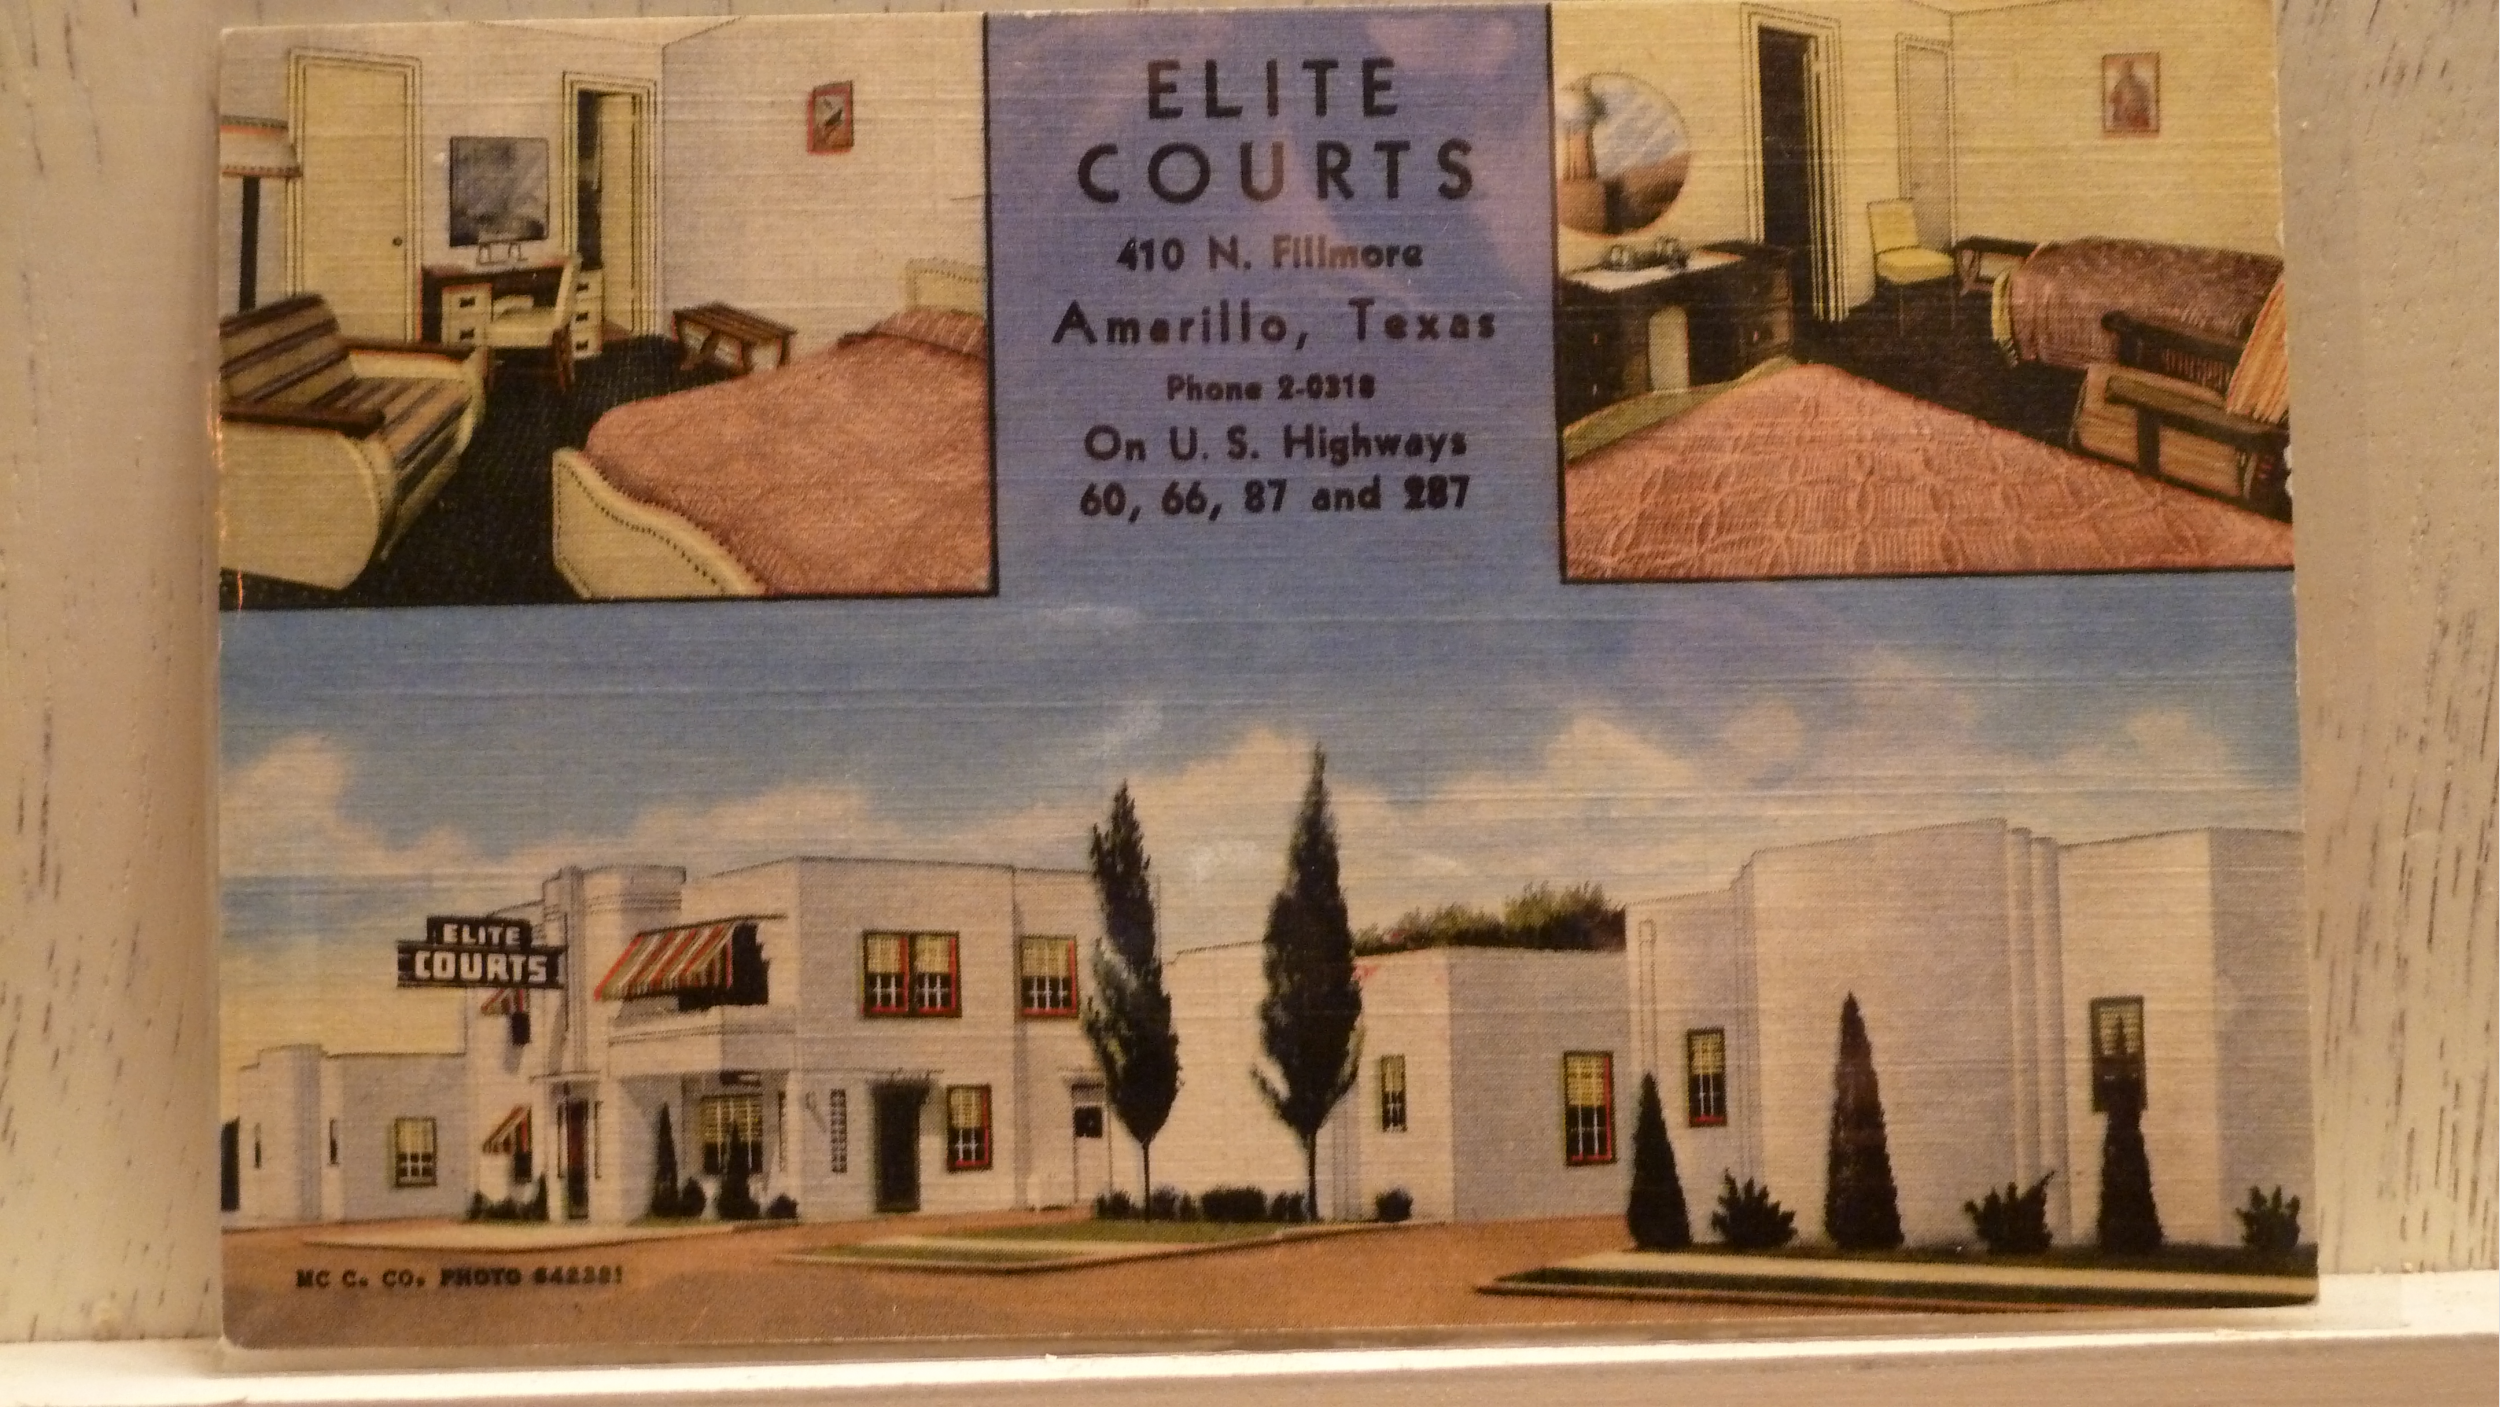 ELITE
COURTS
410 N. Fillmore
Amarillo, Texas
Phone 2-0318
On U. S. Highways
60, 66, 87 and 287
ELITE
COURTS
MC C. CO. PHOTO